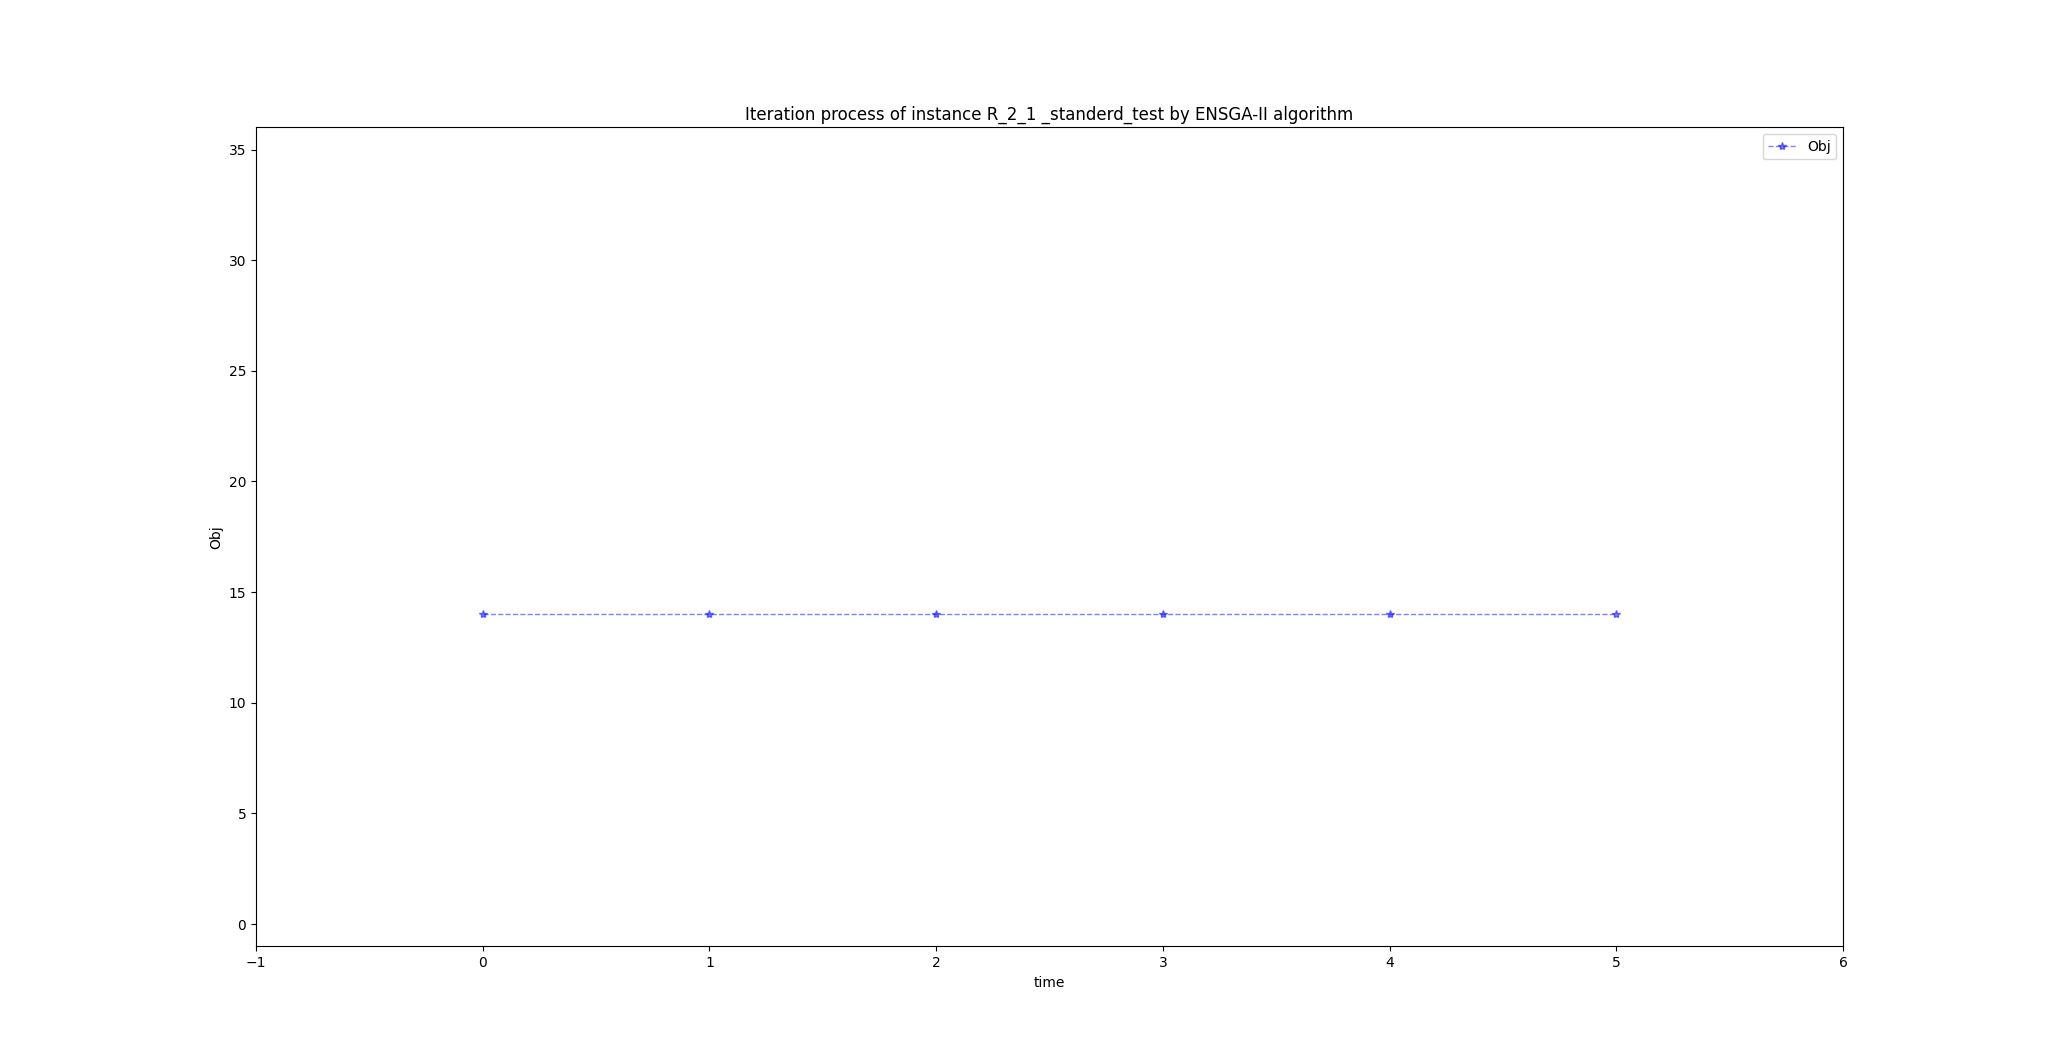 Iteration process of instance R_2_1 _standerd_test by ENSGA-II algorithm
Obj
35
30
25
20
15
10
5
0
Obj
−1 0 1 2 3 4 5 6
time